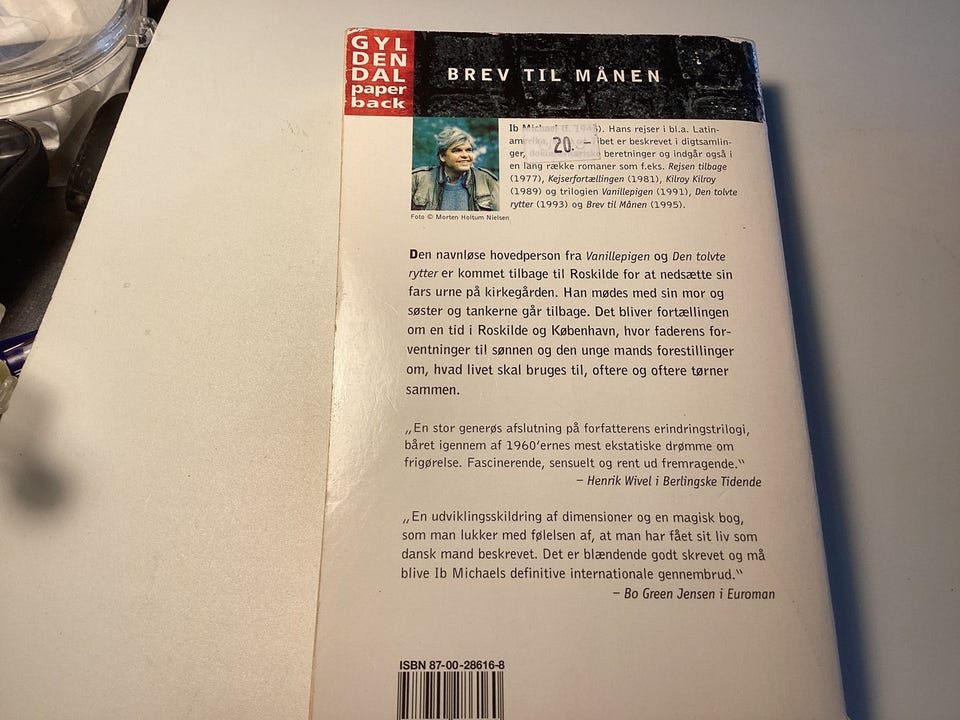 GYL
DEN
DAL
paper
back
BREV TIL MÅNEN
Ib Michael (f. 1945). Hans rejser i bl.a. Latin-
20.-
ibet er beskrevet i digtsamlin-
ger, beretninger og indgår også i
en lang række romaner som f.eks. Rejsen tilbage
(1977), Kejserfortællingen (1981), Kilroy Kilroy
(1989) og trilogien Vanillepigen (1991), Den tolvte
rytter (1993) og Brev til Månen (1995).
Foto © Morten Holtum Nielsen
Den navnløse hovedperson fra Vanillepigen og Den tolvte
rytter er kommet tilbage til Roskilde for at nedsætte sin
fars urne på kirkegården. Han mødes med sin mor og
søster og tankerne går tilbage. Det bliver fortællingen
om en tid i Roskilde og København, hvor faderens for-
ventninger til sønnen og den unge mands forestillinger
om, hvad livet skal bruges til, oftere og oftere tørner
sammen.
„En stor generøs afslutning på forfatterens erindringstrilogi,
båret igennem af 1960'ernes mest ekstatiske drømme om
frigørelse. Fascinerende, sensuelt og rent ud fremragende."
– Henrik Wivel i Berlingske Tidende
„En udviklingsskildring af dimensioner og en magisk bog,
som man lukker med følelsen af, at man har fået sit liv som
dansk mand beskrevet. Det er blændende godt skrevet og må
blive Ib Michaels definitive internationale gennembrud."
– Bo Green Jensen i Euroman
ISBN 87-00-28616-8